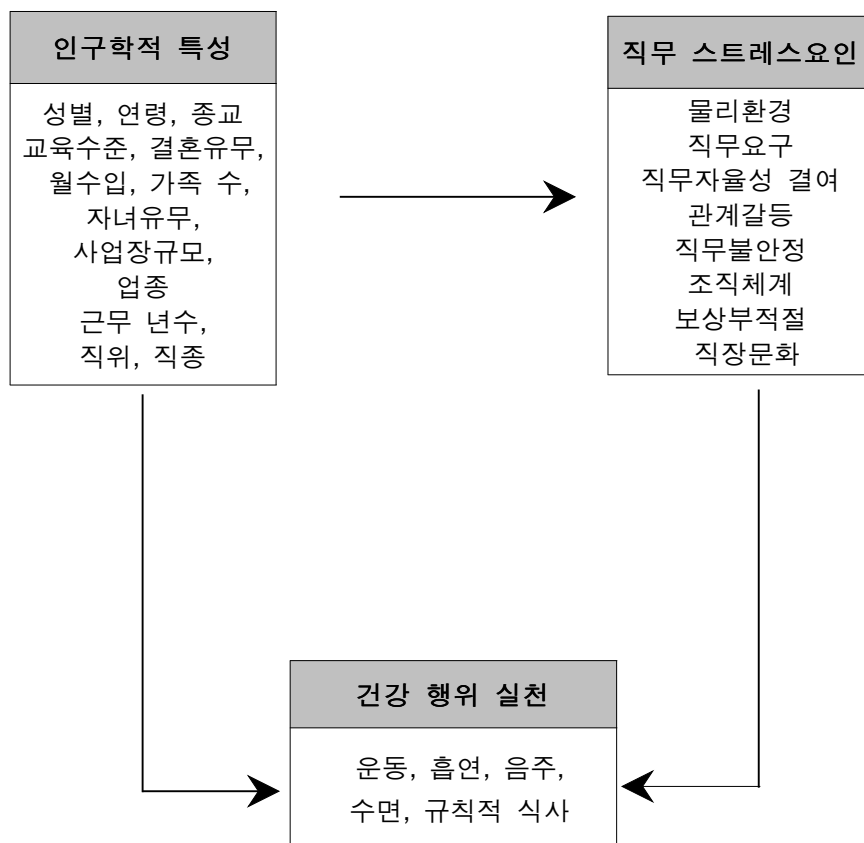 인구학적 특성
성별, 연령, 종교
교육수준, 결혼유무,
월수입, 가족 수,
자녀유무,
사업장규모,
업종
근무 년수,
직위, 직종
직무 스트레스요인
물리환경
직무요구
직무자율성 결여
관계갈등
직무불안정
조직체계
보상부적절
직장문화
건강 행위 실천
운동, 흡연, 음주,
수면, 규칙적 식사